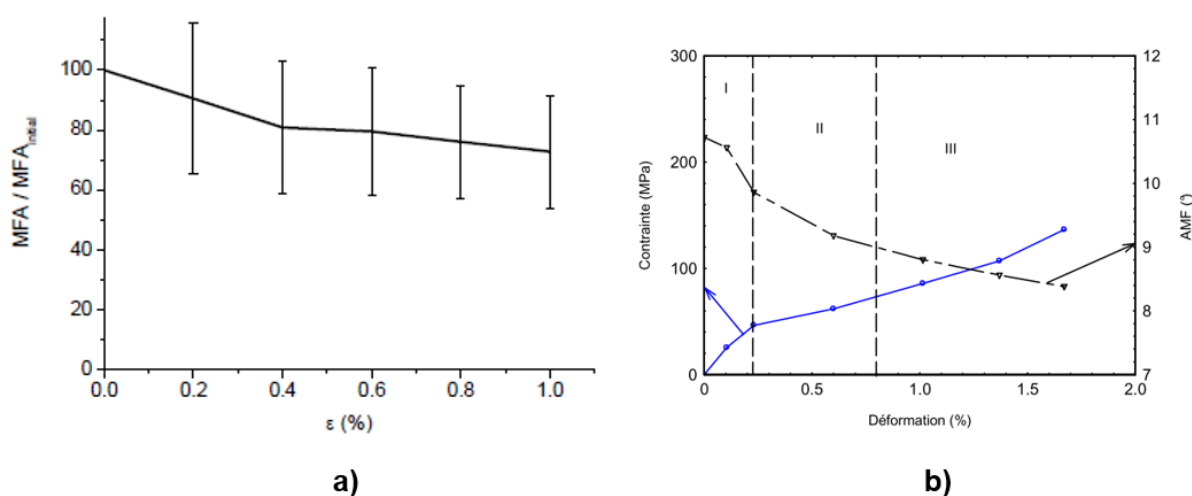 MFA / MFAInitial
100
80
60
40
20
0
0.0 0.2 0.4 0.6 0.8 1.0
ε (%)
a)
Contrainte (MPa)
300
200
100
0
I
II
III
12
11
10
9
8
7
AMF (°)
0 0.5 1.0 1.5 2.0
Déformation (%)
b)